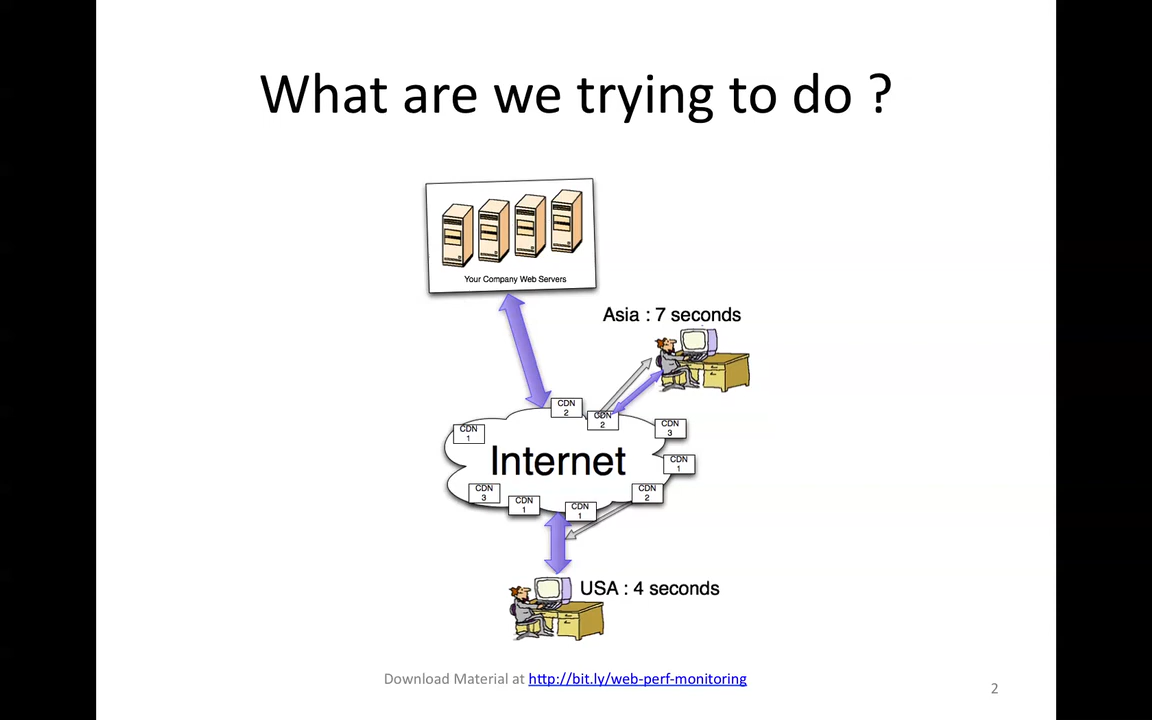 What are we trying to do ?
Your Company Web Servers
Asia : 7 seconds
CDN
2
CDN
2
CDN
3
CDN
1
Internet
CDN
1
CDN
3
CDN
1
CDN
1
CDN
2
USA : 4 seconds
Download Material at http://bit.ly/web-perf-monitoring
2